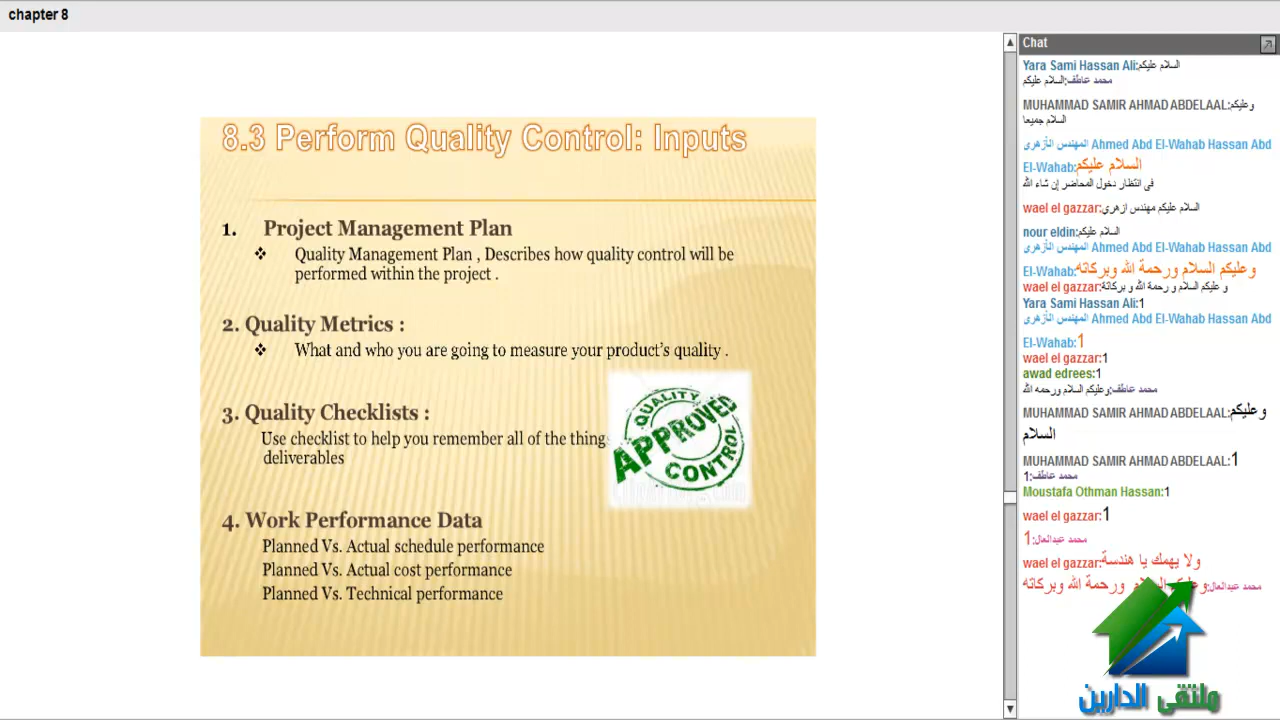 chapter 8
8.3 Perform Quality Control: Inputs
1. Project Management Plan
❖ Quality Management Plan , Describes how quality control will be
performed within the project .
2. Quality Metrics :
❖ What and who you are going to measure your product's quality .
3. Quality Checklists :
Use checklist to help you remember all of the thing
deliverables
QUALITY
APPROVED
CONTROL
4. Work Performance Data
Planned Vs. Actual schedule performance
Planned Vs. Actual cost performance
Planned Vs. Technical performance
Chat
Yara Sami Hassan Ali:السلام عليكم
محمد عاطف:السلام عليكم
MUHAMMAD SAMIR AHMAD ABDELAAL:وعليكم
السلام جميعا
المهندس الأزهرى Ahmed Abd El-Wahab Hassan Abd
El-Wahab:السلام عليكم
فى انتظار دخول المحاضر إن شاء الله
wael el gazzar:السلام عليكم مهندس ازهري
nour eldin:السلام عليكم
المهندس الأزهرى Ahmed Abd El-Wahab Hassan Abd
El-Wahab:وعليكم السلام ورحمة الله وبركاته
wael el gazzar:و عليكم السلام و رحمة الله و بركاتة
Yara Sami Hassan Ali:1
المهندس الأزهرى Ahmed Abd El-Wahab Hassan Abd
El-Wahab:1
wael el gazzar:1
awad edrees:1
محمد عاطف:وعليكم السلام ورحمه الله
MUHAMMAD SAMIR AHMAD ABDELAAL:وعليكم
السلام
MUHAMMAD SAMIR AHMAD ABDELAAL:1
محمد عاطف:1
Moustafa Othman Hassan:1
wael el gazzar:1
محمد عبدالعال:1
wael el gazzar:ولا يهمك يا هندسة
محمد عبدالعال:وعليكم السلام ورحمة الله وبركاته
ملتقى الدارين